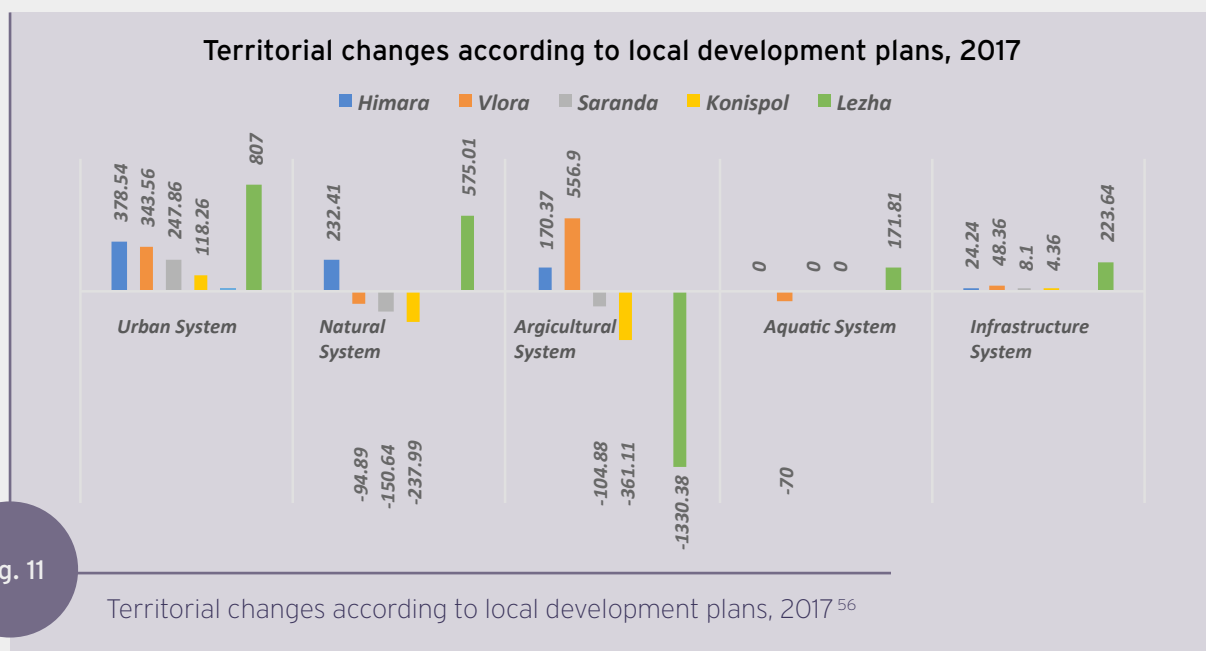 Territorial changes according to local development plans, 2017
Himara Vlora Saranda Konispol Lezha
378.54 343.56 247.86 118.26 807
232.41 -94.89 -150.64 -237.99 575.01
170.37 556.9 -104.88 -361.11 -1330.38
0 -70 0 0 171.81
24.24 48.36 8.1 4.36 223.64
Urban System
Natural System
Argicultural System
Aquatic System
Infrastructure System
g. 11
Territorial changes according to local development plans, 2017 56